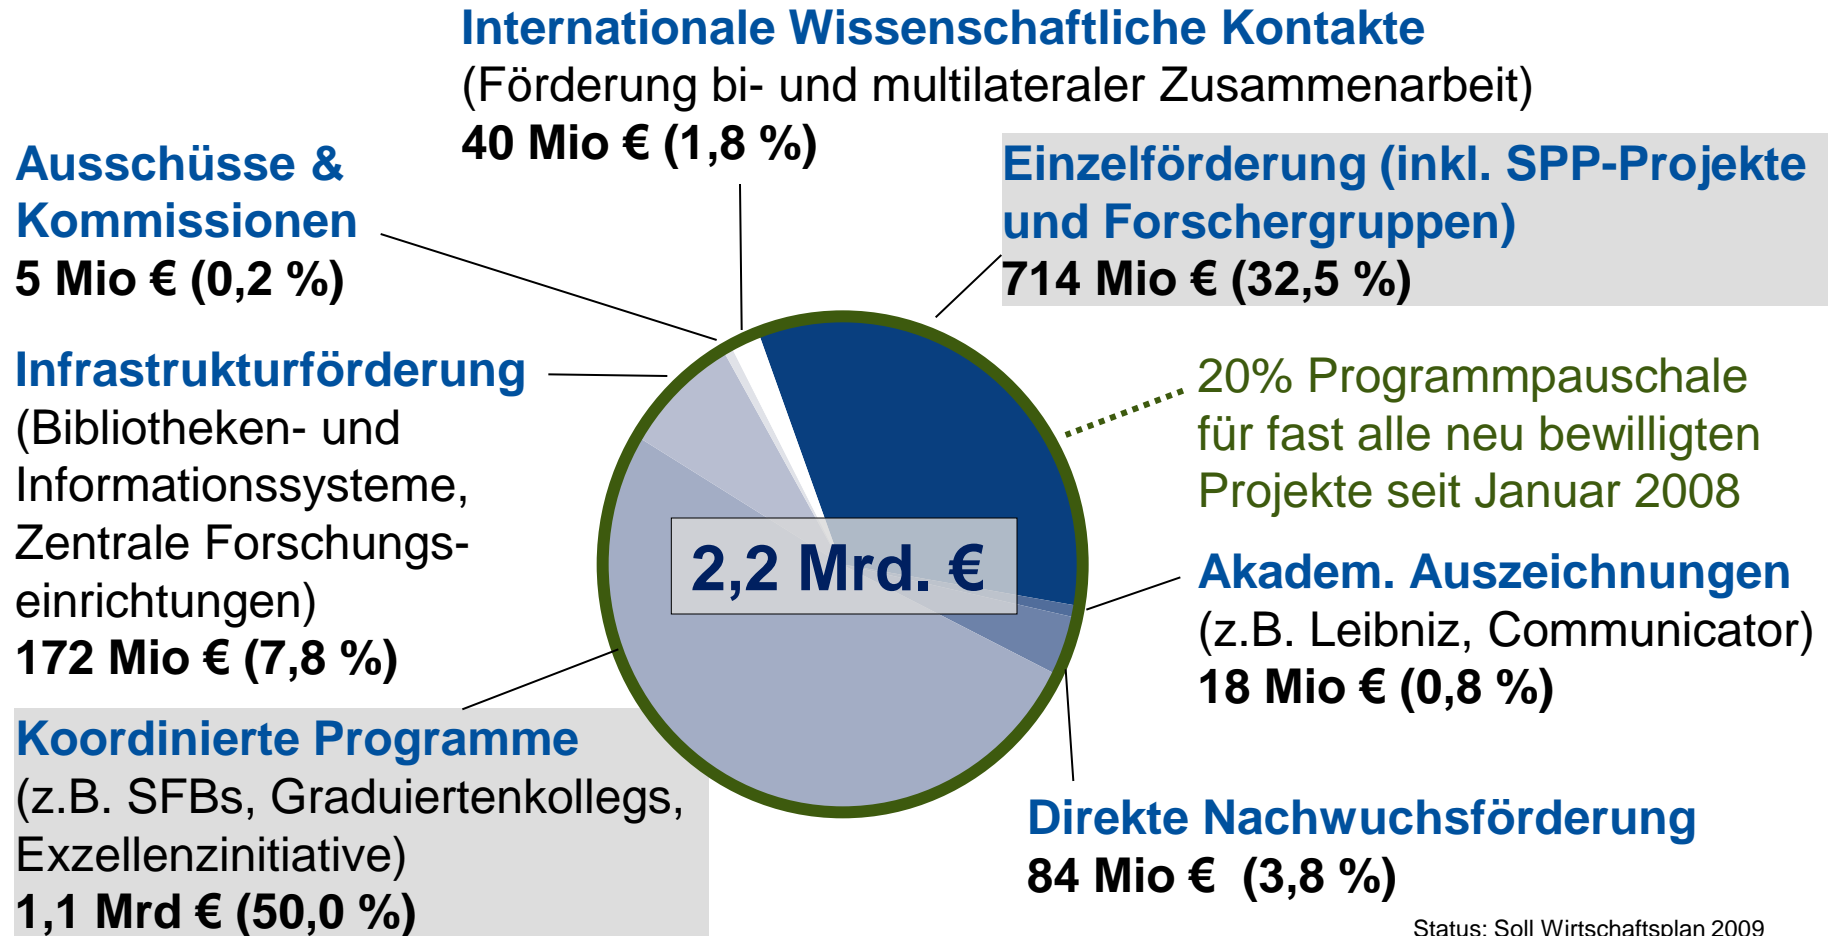 Internationale Wissenschaftliche Kontakte
(Förderung bi- und multilateraler Zusammenarbeit)
40 Mio € (1,8 %)
Ausschüsse &
Kommissionen
5 Mio € (0,2 %)
Einzelförderung (inkl. SPP-Projekte
und Forschergruppen)
714 Mio € (32,5 %)
Infrastrukturförderung
(Bibliotheken- und
Informationssysteme,
Zentrale Forschungs-
einrichtungen)
172 Mio € (7,8 %)
20% Programmpauschale
für fast alle neu bewilligten
Projekte seit Januar 2008
2,2 Mrd. €
Akadem. Auszeichnungen
(z.B. Leibniz, Communicator)
18 Mio € (0,8 %)
Koordinierte Programme
(z.B. SFBs, Graduiertenkollegs,
Exzellenzinitiative)
1,1 Mrd € (50,0 %)
Direkte Nachwuchsförderung
84 Mio € (3,8 %)
Status: Soll Wirtschaftsplan 2009